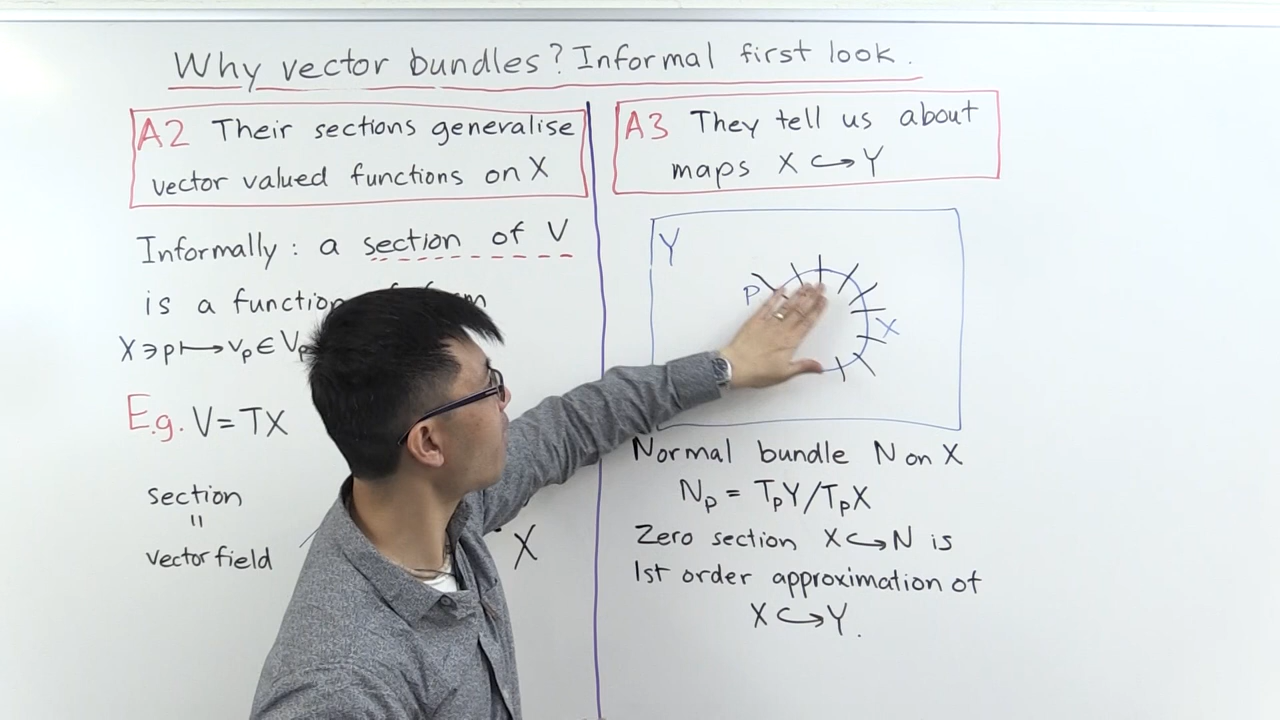 Why vector bundles? Informal first look.
A2 Their sections generalise
vector valued functions on X
Informally: a section of V
is a function
X∋p⟼v_p∈V_p
E.g. V=TX
section
=
vector field
X
A3 They tell us about
maps X↪Y
Y
p
X
Normal bundle N on X
N_p = T_pY/T_pX
Zero section X↪N is
1st order approximation of
X↪Y.